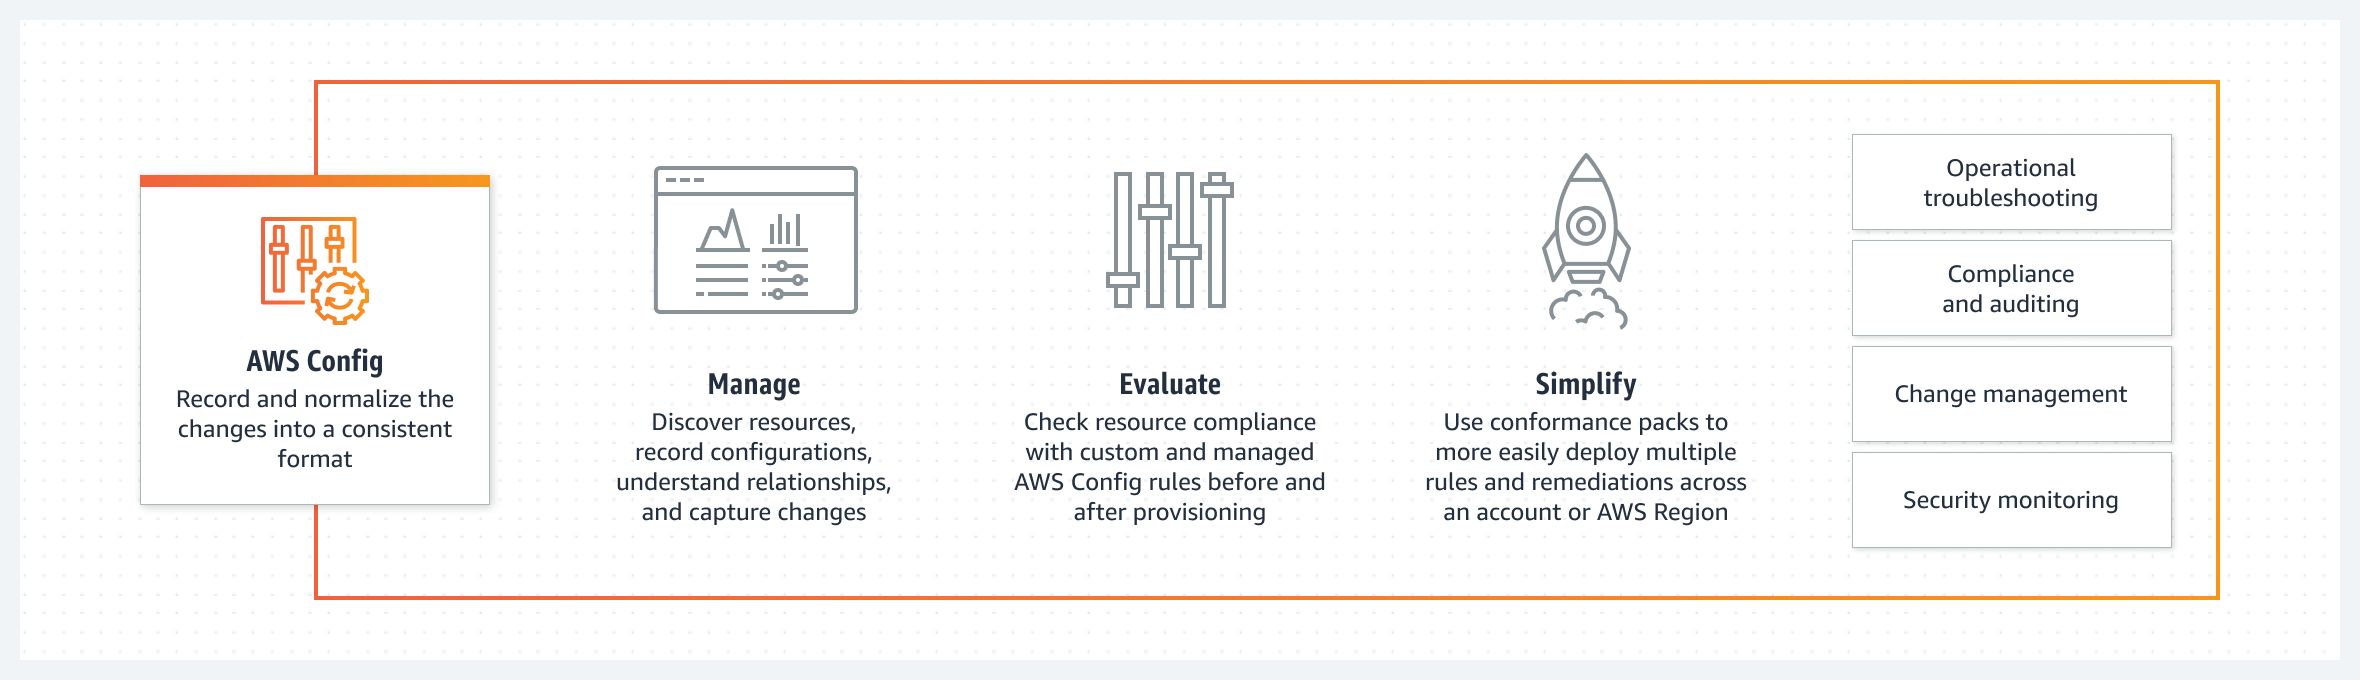 AWS Config
Record and normalize the
changes into a consistent
format
Manage
Discover resources,
record configurations,
understand relationships,
and capture changes
Evaluate
Check resource compliance
with custom and managed
AWS Config rules before and
after provisioning
Simplify
Use conformance packs to
more easily deploy multiple
rules and remediations across
an account or AWS Region
Operational
troubleshooting
Compliance
and auditing
Change management
Security monitoring